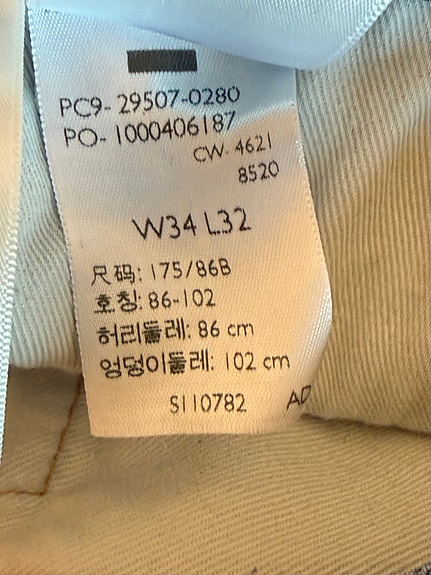 PC9-29507-0280
PO-1000406187
CW. 4621
8520
W34 L32
尺码: 175/86B
호칭: 86-102
허리둘레: 86 cm
엉덩이둘레: 102 cm
S110782
AD